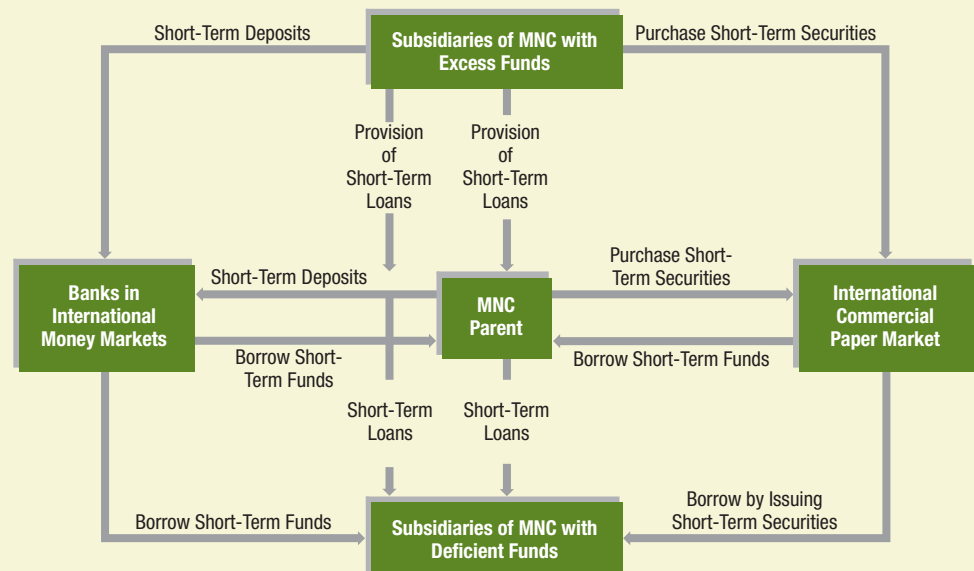 Short-Term Deposits
Subsidiaries of MNC with
Excess Funds
Purchase Short-Term Securities
Provision
of
Short-Term
Loans
Provision
of
Short-Term
Loans
Banks in
International
Money Markets
Short-Term Deposits
MNC
Parent
Purchase Short-
Term Securities
International
Commercial
Paper Market
Borrow Short-
Term Funds
Borrow Short-Term Funds
Short-Term
Loans
Short-Term
Loans
Borrow Short-Term Funds
Subsidiaries of MNC with
Deficient Funds
Borrow by Issuing
Short-Term Securities